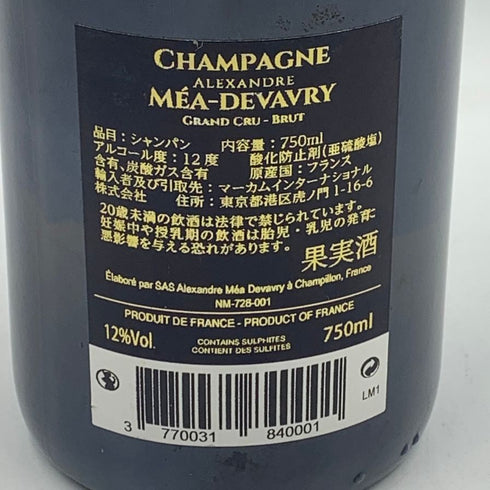 CHAMPAGNE
ALEXANDRE
MÉA-DEVAVRY
GRAND CRU - BRUT
品目：シャンパン　内容量：750ml
アルコール度：12度　酸化防止剤(亜硫酸塩)
含有、炭酸ガス含有　原産国：フランス
輸入者及び引取先：マーカムインターナショナル
株式会社　住所：東京都港区虎ノ門 1-16-6
20歳未満の飲酒は法律で禁じられています。
妊娠中や授乳期の飲酒は胎児・乳児の発育に
悪影響を与える恐れがあります。
果実酒
Élaboré par SAS Alexandre Méa Devavry à Champillon, France
NM-728-001
PRODUIT DE FRANCE - PRODUCT OF FRANCE
12%Vol.
CONTAINS SULPHITES
CONTIENT DES SULFITES
750ml
3 770031 840001
LM1